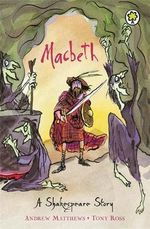 Macbeth
A Shakespeare Story
ANDREW MATTHEWS • TONY ROSS